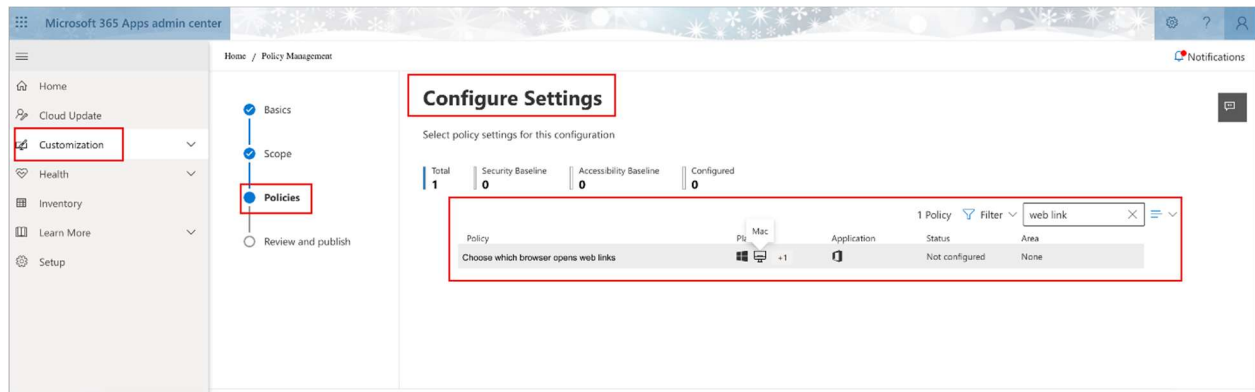 Microsoft 365 Apps admin center
?
Home / Policy Management
Notifications
Home
Cloud Update
Customization
Health
Inventory
Learn More
Setup
Basics
Scope
Policies
Review and publish
Configure Settings
Select policy settings for this configuration
Total
1
Security Baseline
0
Accessibility Baseline
0
Configured
0
1 Policy Filter web link
Mac
Policy Pla Application Status Area
Choose which browser opens web links +1 Not configured None